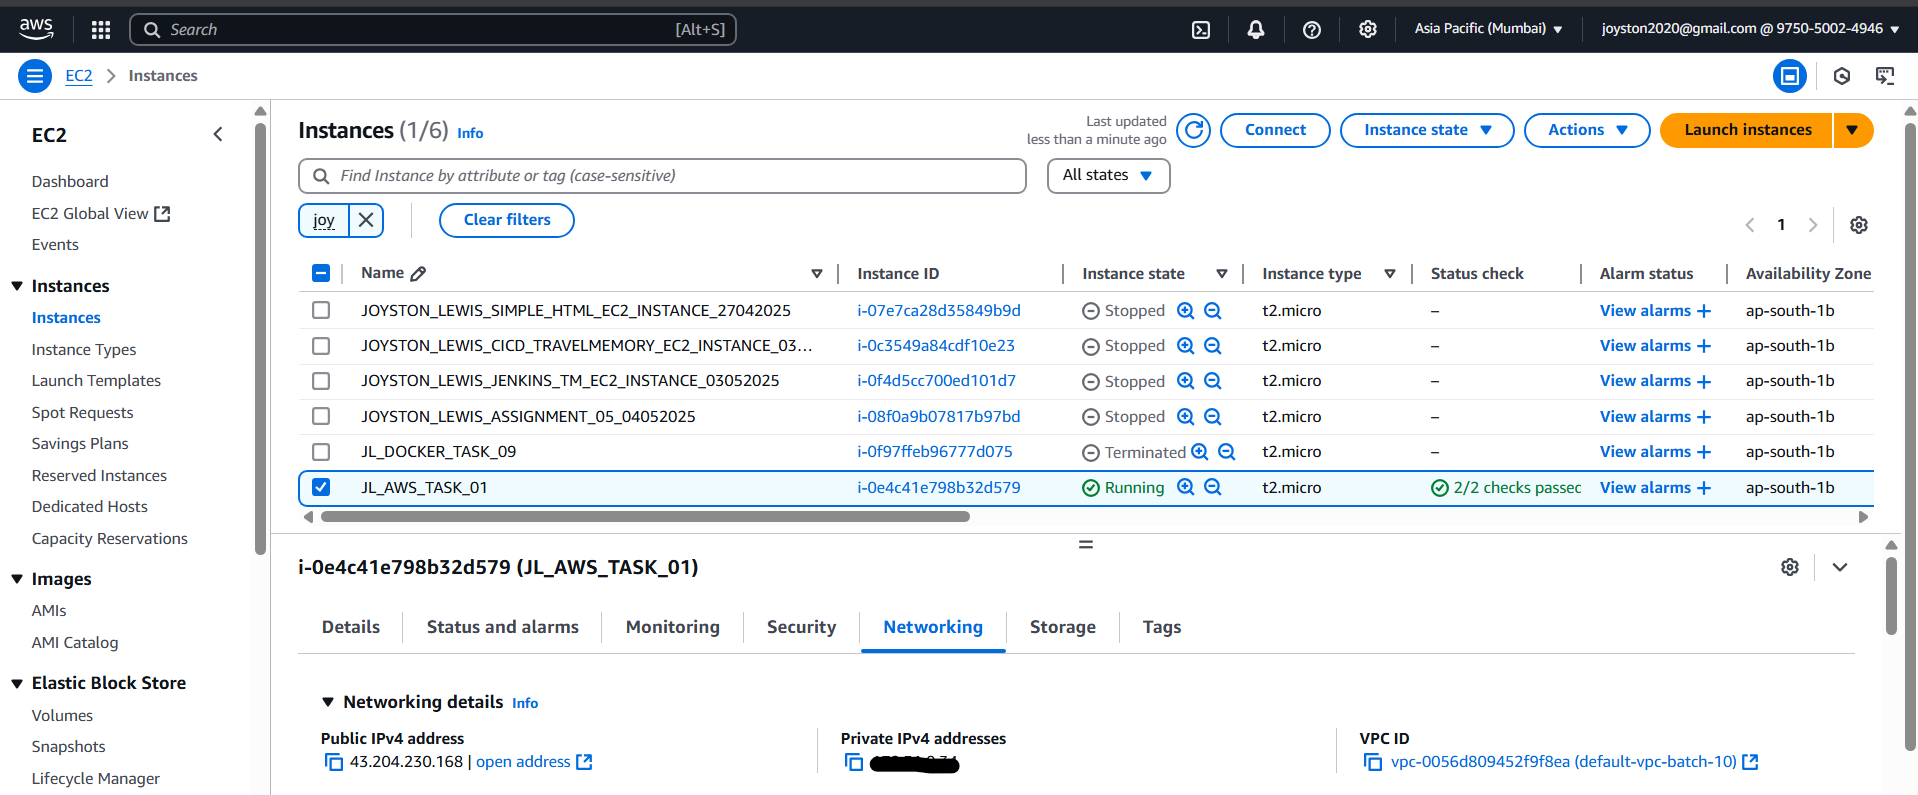 aws
Search [Alt+S]
Asia Pacific (Mumbai)
joyston2020@gmail.com @ 9750-5002-4946
EC2 Instances
EC2
Dashboard
EC2 Global View
Events
Instances
Instances
Instance Types
Launch Templates
Spot Requests
Savings Plans
Reserved Instances
Dedicated Hosts
Capacity Reservations
Images
AMIs
AMI Catalog
Elastic Block Store
Volumes
Snapshots
Lifecycle Manager
Instances (1/6) Info
Last updated
less than a minute ago
Connect
Instance state
Actions
Launch instances
Find Instance by attribute or tag (case-sensitive)
All states
joy
Clear filters
1
Name Instance ID Instance state Instance type Status check Alarm status Availability Zone
JOYSTON_LEWIS_SIMPLE_HTML_EC2_INSTANCE_27042025 i-07e7ca28d35849b9d Stopped t2.micro – View alarms + ap-south-1b
JOYSTON_LEWIS_CICD_TRAVELMEMORY_EC2_INSTANCE_03... i-0c3549a84cdf10e23 Stopped t2.micro – View alarms + ap-south-1b
JOYSTON_LEWIS_JENKINS_TM_EC2_INSTANCE_03052025 i-0f4d5cc700ed101d7 Stopped t2.micro – View alarms + ap-south-1b
JOYSTON_LEWIS_ASSIGNMENT_05_04052025 i-08f0a9b07817b97bd Stopped t2.micro – View alarms + ap-south-1b
JL_DOCKER_TASK_09 i-0f97ffeb96777d075 Terminated t2.micro – View alarms + ap-south-1b
JL_AWS_TASK_01 i-0e4c41e798b32d579 Running t2.micro 2/2 checks passed View alarms + ap-south-1b
i-0e4c41e798b32d579 (JL_AWS_TASK_01)
Details
Status and alarms
Monitoring
Security
Networking
Storage
Tags
Networking details Info
Public IPv4 address
43.204.230.168 | open address
Private IPv4 addresses
VPC ID
vpc-0056d809452f9f8ea (default-vpc-batch-10)